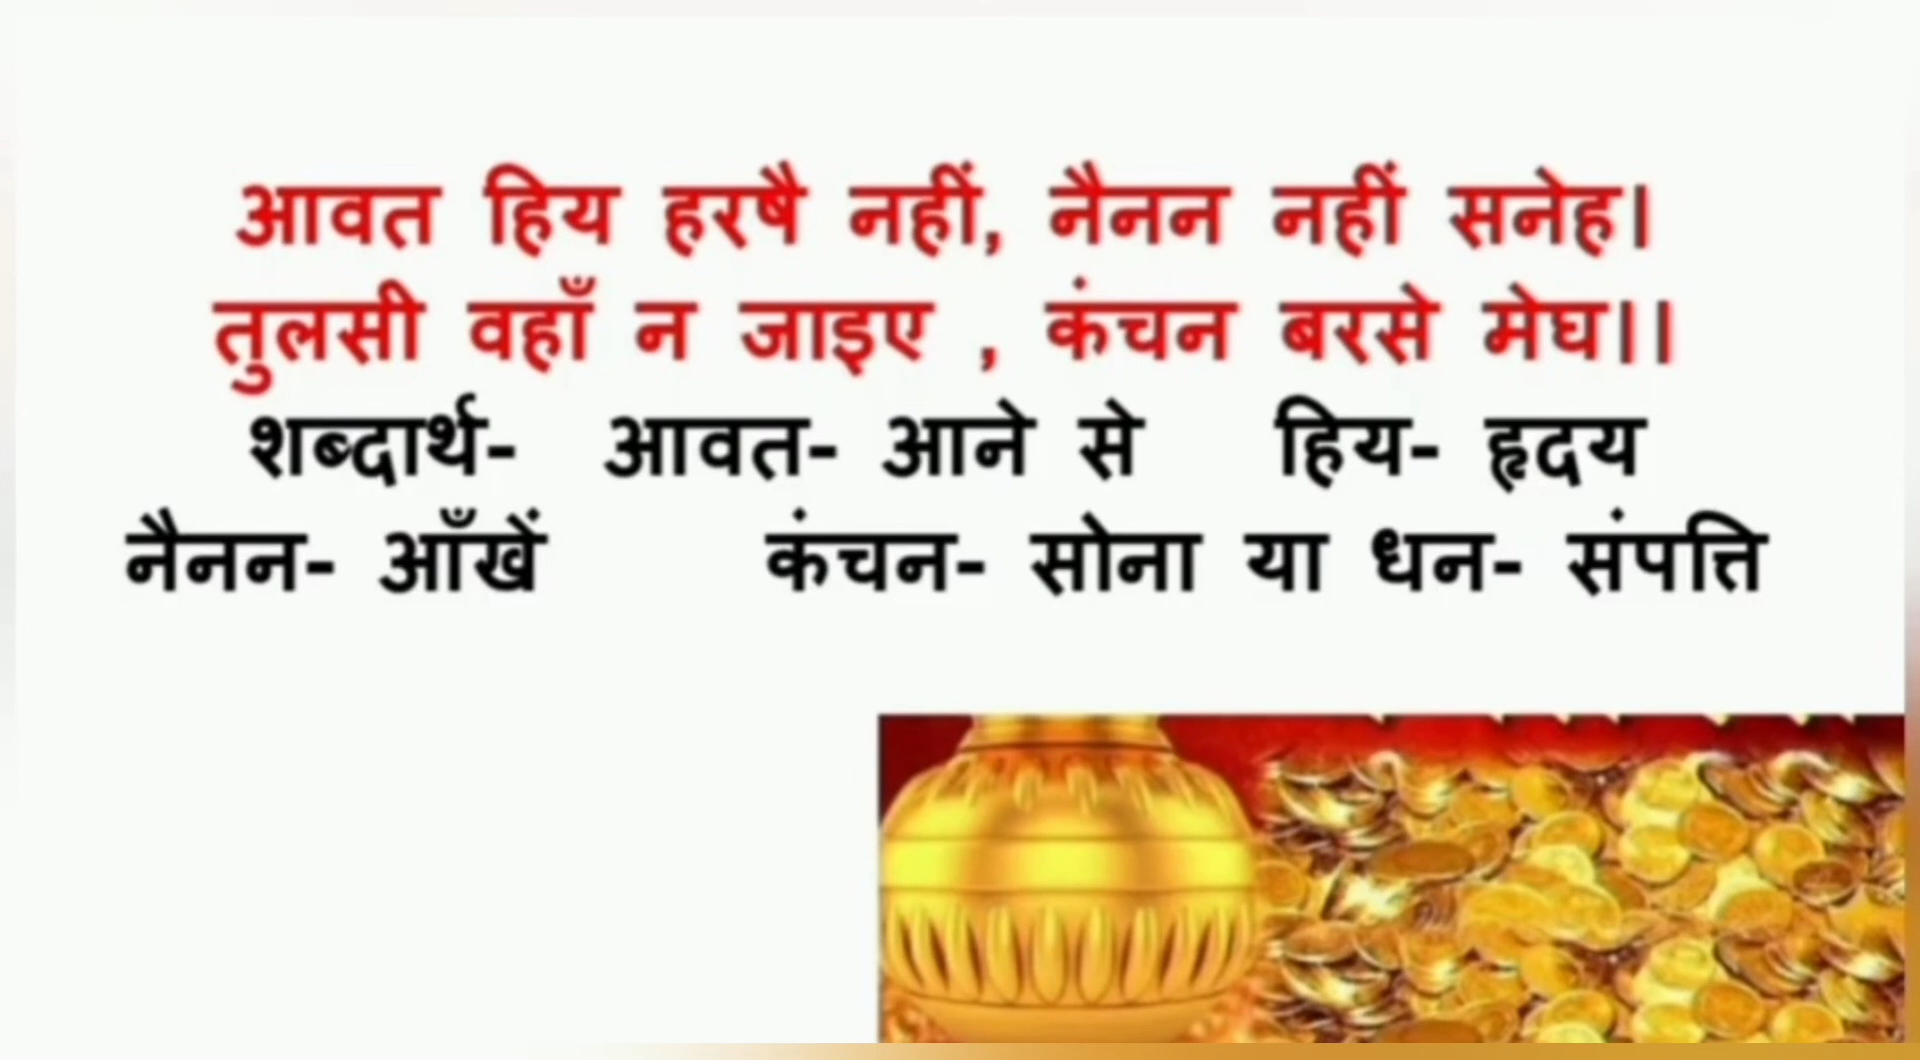 आवत हिय हरषै नहीं, नैनन नहीं सनेह।
तुलसी वहाँ न जाइए , कंचन बरसे मेघ।।
शब्दार्थ- आवत- आने से हिय- हृदय
नैनन- आँखें कंचन- सोना या धन- संपत्ति